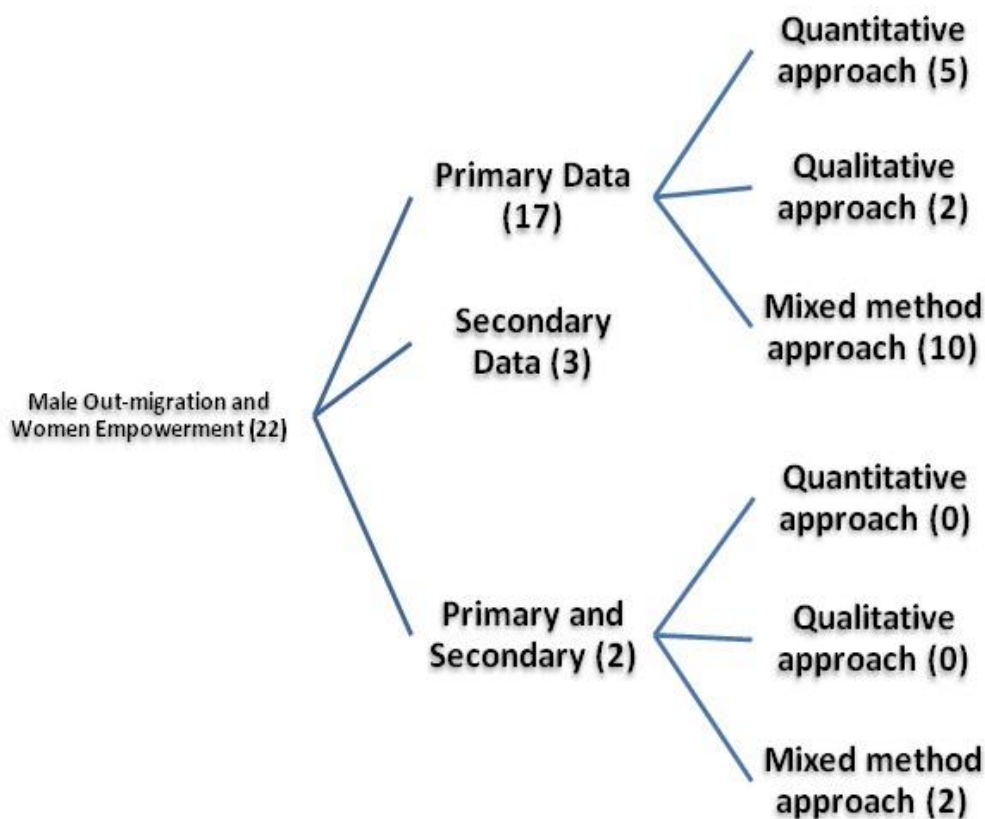 Male Out-migration and
Women Empowerment (22)
Primary Data
(17)
Quantitative
approach (5)
Qualitative
approach (2)
Mixed method
approach (10)
Secondary
Data (3)
Primary and
Secondary (2)
Quantitative
approach (0)
Qualitative
approach (0)
Mixed method
approach (2)